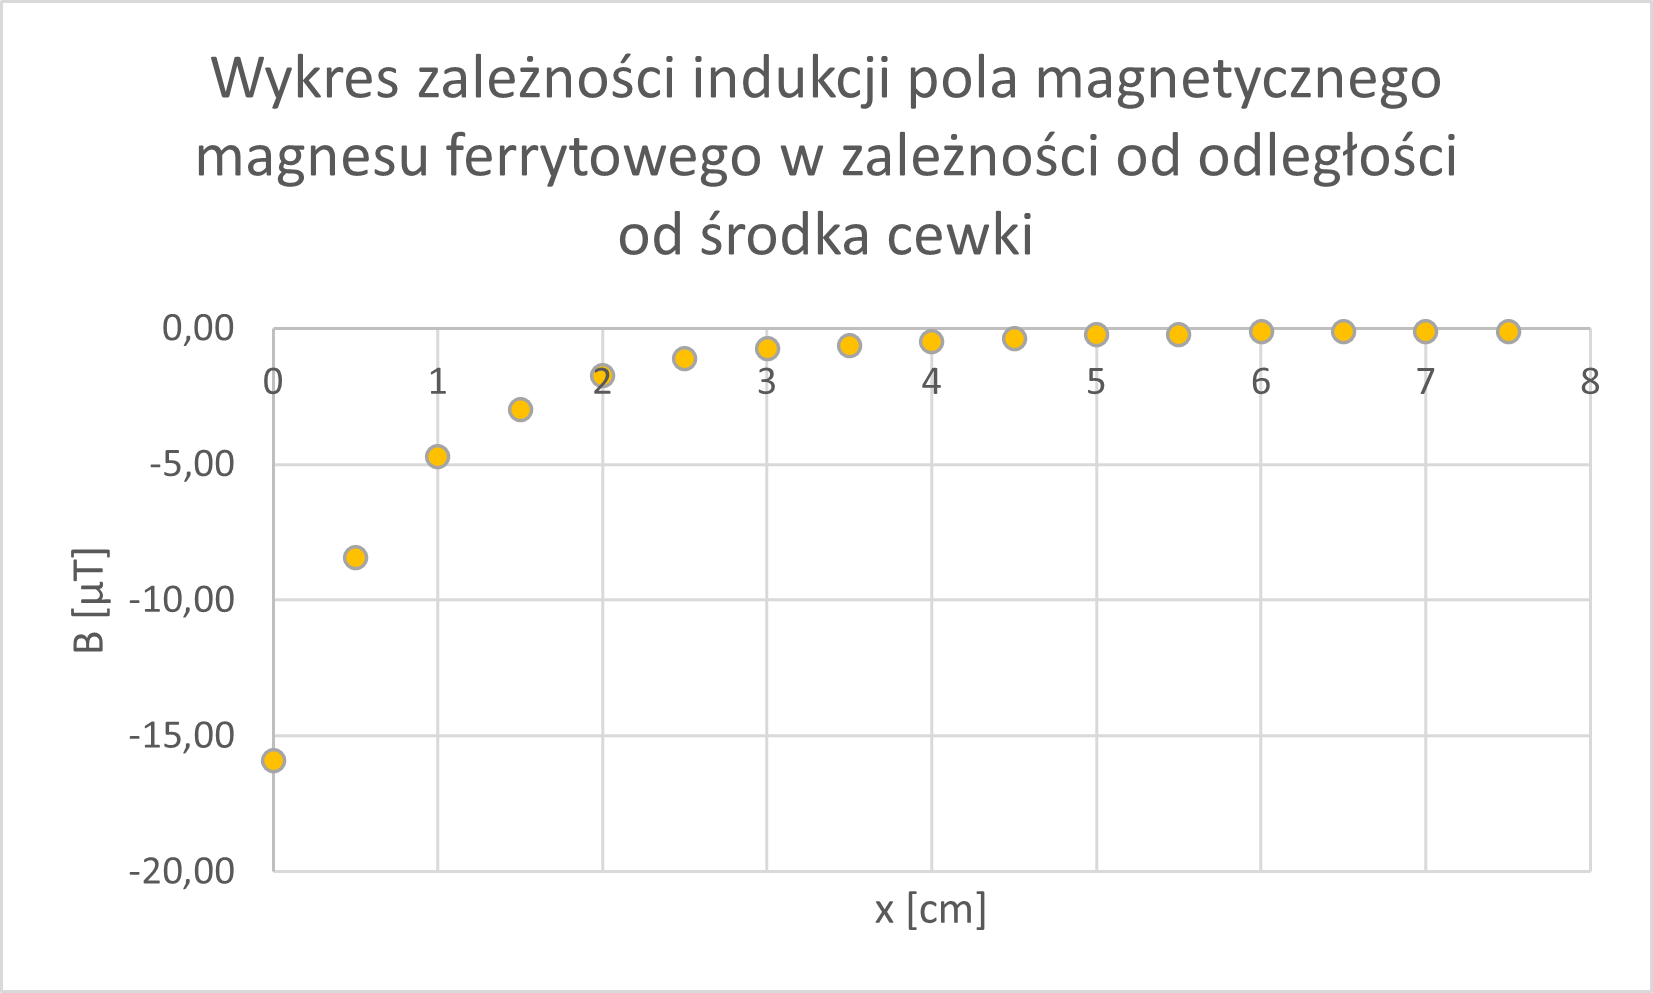 Wykres zależności indukcji pola magnetycznego
magnesu ferrytowego w zależności od odległości
od środka cewki
0,00
0 1 2 3 4 5 6 7 8
-5,00
-10,00
-15,00
-20,00
B [µT]
x [cm]